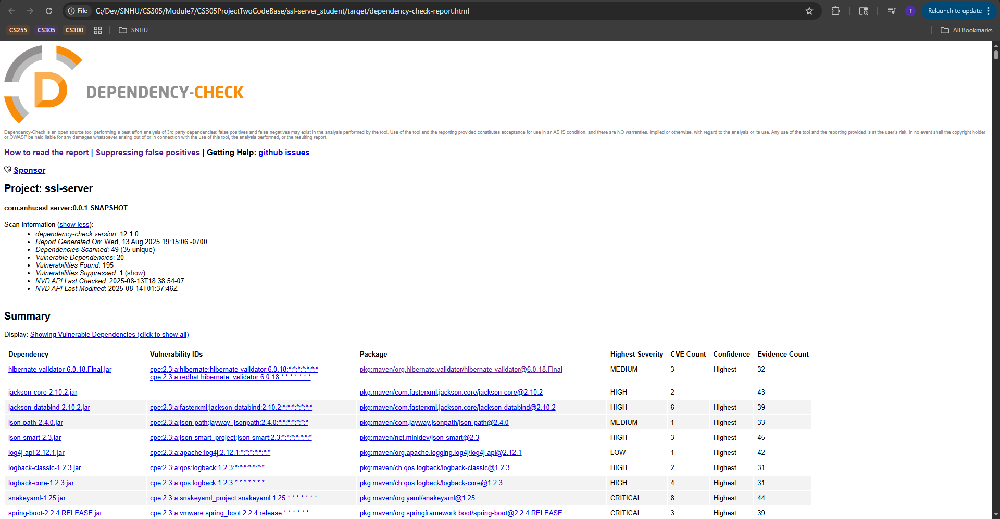 File C:/Dev/SNHU/CS305/Module7/CS305ProjectTwoCodeBase/ssl-server_student/target/dependency-check-report.html T Relaunch to update
CS255 CS305 CS300 SNHU All Bookmarks
D DEPENDENCY-CHECK
Dependency-Check is an open source tool performing a best effort analysis of 3rd party dependencies; false positives and false negatives may exist in the analysis performed by the tool. Use of the tool and the reporting provided constitutes acceptance for use in an AS IS condition, and there are NO warranties, implied or otherwise, with regard to the analysis or its use. Any use of the tool and the reporting provided is at the user's risk. In no event shall the copyright holder
or OWASP be held liable for any damages whatsoever arising out of or in connection with the use of this tool, the analysis performed, or the resulting report.
How to read the report | Suppressing false positives | Getting Help: github issues
Sponsor
Project: ssl-server
com.snhu:ssl-server:0.0.1-SNAPSHOT
Scan Information (show less):
• dependency-check version: 12.1.0
• Report Generated On: Wed, 13 Aug 2025 19:15:06 -0700
• Dependencies Scanned: 49 (35 unique)
• Vulnerable Dependencies: 20
• Vulnerabilities Found: 195
• Vulnerabilities Suppressed: 1 (show)
• NVD API Last Checked: 2025-08-13T18:38:54-07
• NVD API Last Modified: 2025-08-14T01:37:46Z
Summary
Display: Showing Vulnerable Dependencies (click to show all)
Dependency Vulnerability IDs Package Highest Severity CVE Count Confidence Evidence Count
hibernate-validator-6.0.18.Final.jar cpe:2.3:a:hibernate:hibernate-validator:6.0.18:*:*:*:*:*:*:* pkg:maven/org.hibernate.validator/hibernate-validator@6.0.18.Final MEDIUM 3 Highest 32
cpe:2.3:a:redhat:hibernate_validator:6.0.18:*:*:*:*:*:*:*
jackson-core-2.10.2.jar pkg:maven/com.fasterxml.jackson.core/jackson-core@2.10.2 HIGH 2 43
jackson-databind-2.10.2.jar cpe:2.3:a:fasterxml:jackson-databind:2.10.2:*:*:*:*:*:*:* pkg:maven/com.fasterxml.jackson.core/jackson-databind@2.10.2 HIGH 6 Highest 39
json-path-2.4.0.jar cpe:2.3:a:json-path:jayway_jsonpath:2.4.0:*:*:*:*:*:*:* pkg:maven/com.jayway.jsonpath/json-path@2.4.0 MEDIUM 1 Highest 33
json-smart-2.3.jar cpe:2.3:a:json-smart_project:json-smart:2.3:*:*:*:*:*:*:* pkg:maven/net.minidev/json-smart@2.3 HIGH 3 Highest 45
log4j-api-2.12.1.jar cpe:2.3:a:apache:log4j:2.12.1:*:*:*:*:*:*:* pkg:maven/org.apache.logging.log4j/log4j-api@2.12.1 LOW 1 Highest 42
logback-classic-1.2.3.jar cpe:2.3:a:qos:logback:1.2.3:*:*:*:*:*:*:* pkg:maven/ch.qos.logback/logback-classic@1.2.3 HIGH 2 Highest 31
logback-core-1.2.3.jar cpe:2.3:a:qos:logback:1.2.3:*:*:*:*:*:*:* pkg:maven/ch.qos.logback/logback-core@1.2.3 HIGH 4 Highest 31
snakeyaml-1.25.jar cpe:2.3:a:snakeyaml_project:snakeyaml:1.25:*:*:*:*:*:*:* pkg:maven/org.yaml/snakeyaml@1.25 CRITICAL 8 Highest 44
spring-boot-2.2.4.RELEASE.jar cpe:2.3:a:vmware:spring_boot:2.2.4:release:*:*:*:*:*:* pkg:maven/org.springframework.boot/spring-boot@2.2.4.RELEASE CRITICAL 3 Highest 39